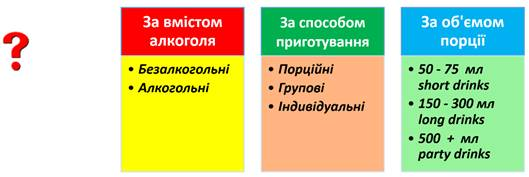 ?
За вмістом
алкоголя
• Безалкогольні
• Алкогольні
За способом
приготування
• Порційні
• Групові
• Індивідуальні
За об'ємом
порції
• 50 - 75 мл
short drinks
• 150 - 300 мл
long drinks
• 500 + мл
party drinks